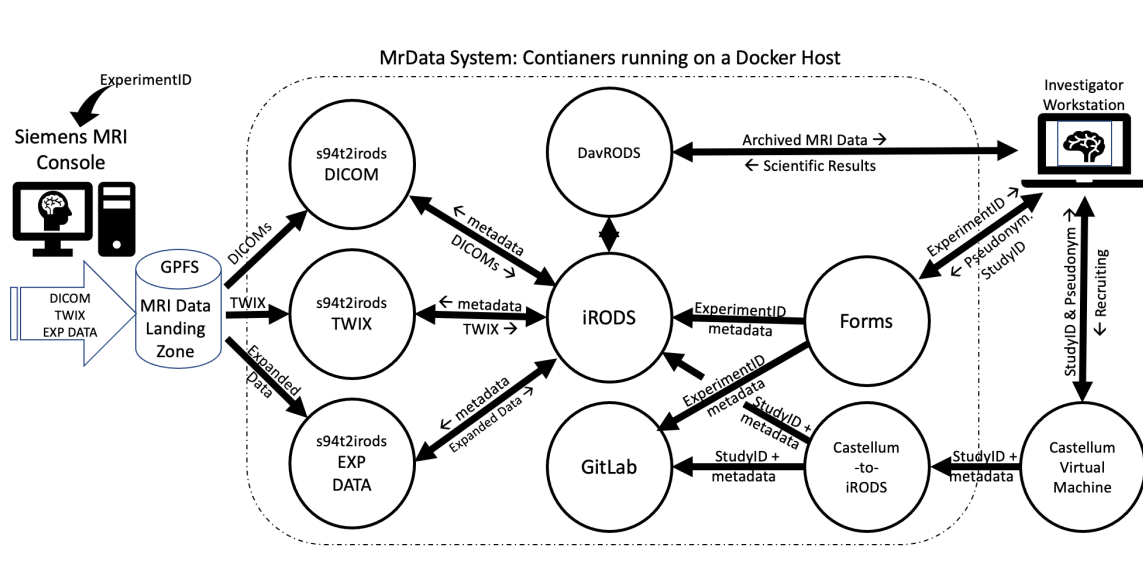 MrData System: Contianers running on a Docker Host
ExperimentID
Siemens MRI
Console
DICOM
TWIX
EXP DATA
GPFS
MRI Data
Landing
Zone
DICOMs
TWIX
Expanded
Data
s94t2irods
DICOM
s94t2irods
TWIX
s94t2irods
EXP
DATA
← metadata
DICOMs →
← metadata
TWIX →
← metadata
Expanded Data →
DavRODS
iRODS
GitLab
Archived MRI Data →
← Scientific Results
ExperimentID
metadata
ExperimentID
metadata
StudyID +
metadata
StudyID +
metadata
Forms
Castellum
-to-
iRODS
ExperimentID →
← Pseudonym.
StudyID
StudyID +
metadata
Investigator
Workstation
StudyID & Pseudonym →
← Recruiting
Castellum
Virtual
Machine